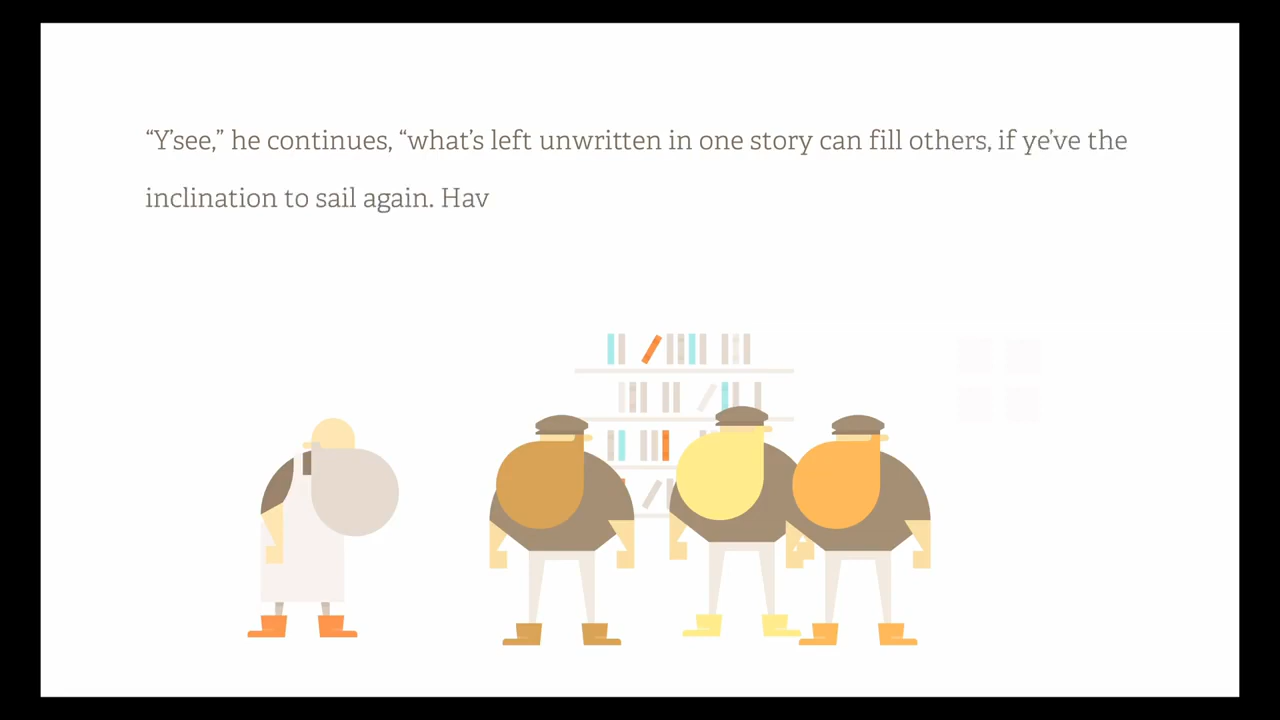 “Y’see,” he continues, “what’s left unwritten in one story can fill others, if ye’ve the
inclination to sail again. Hav